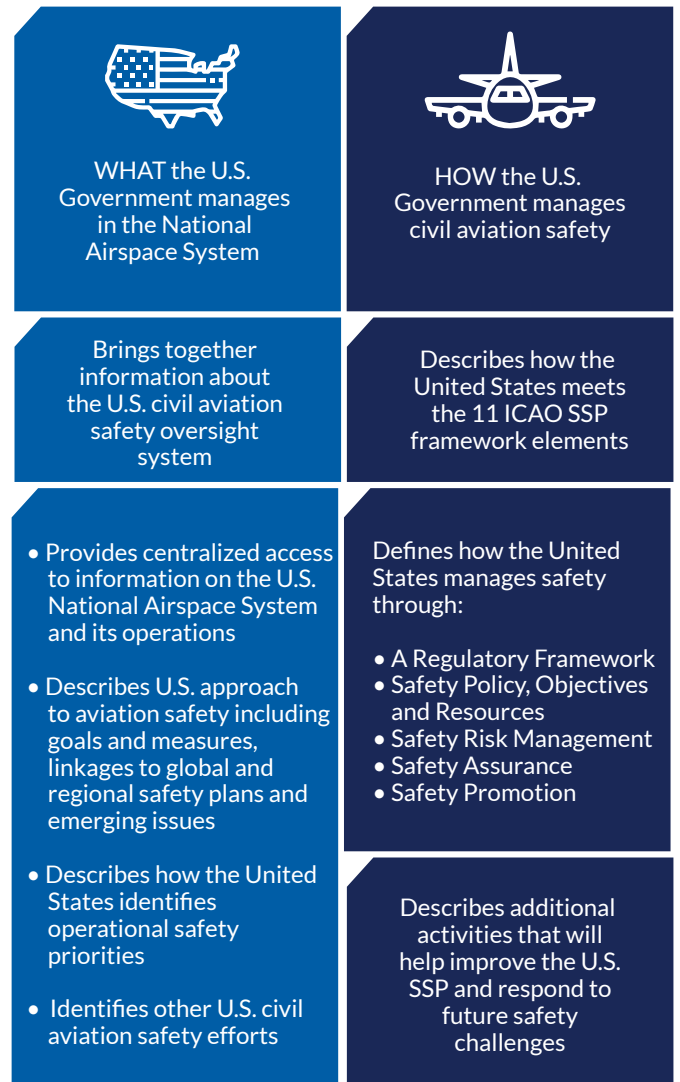 WHAT the U.S.
Government manages
in the National
Airspace System
Brings together
information about
the U.S. civil aviation
safety oversight
system
• Provides centralized access
to information on the U.S.
National Airspace System
and its operations
• Describes U.S. approach
to aviation safety including
goals and measures,
linkages to global and
regional safety plans and
emerging issues
• Describes how the United
States identifies
operational safety
priorities
• Identifies other U.S. civil
aviation safety efforts
HOW the U.S.
Government manages
civil aviation safety
Describes how the
United States meets
the 11 ICAO SSP
framework elements
Defines how the United
States manages safety
through:
• A Regulatory Framework
• Safety Policy, Objectives
and Resources
• Safety Risk Management
• Safety Assurance
• Safety Promotion
Describes additional
activities that will
help improve the U.S.
SSP and respond to
future safety
challenges